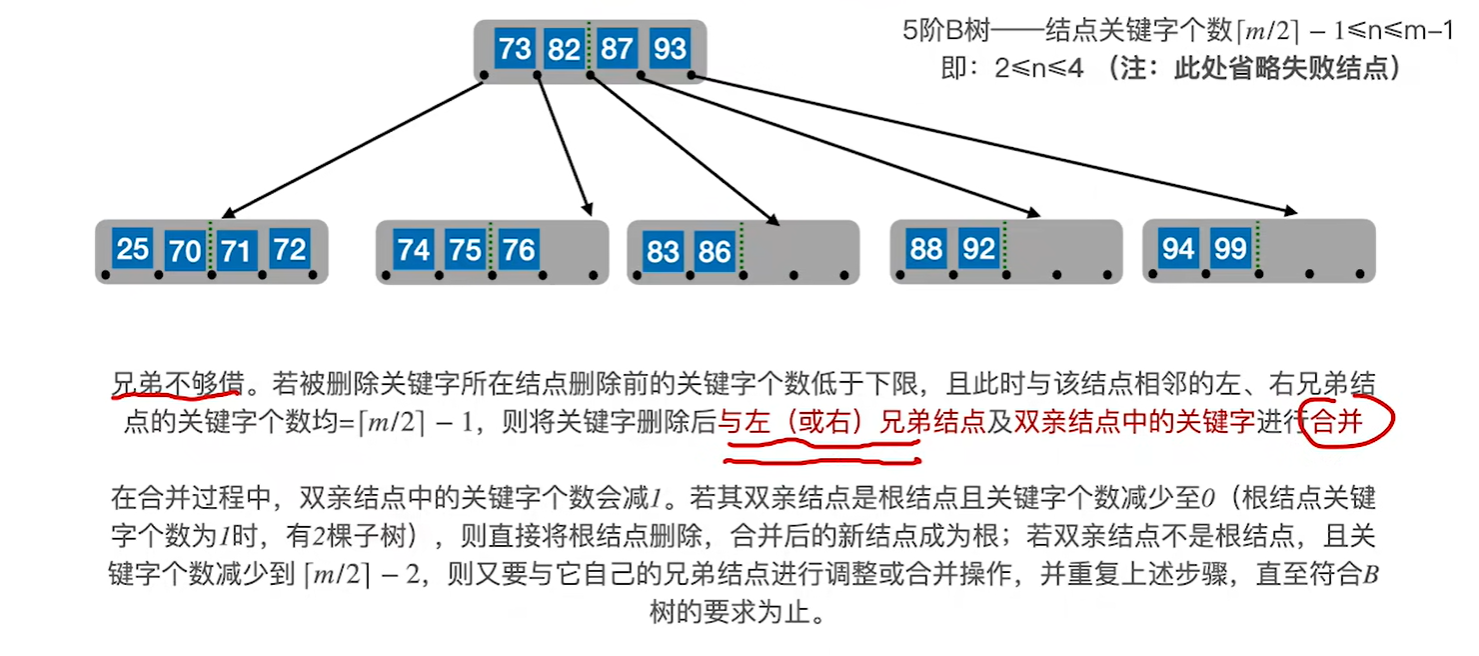 5阶B树——结点关键字个数⌈m/2⌉ − 1≤n≤m−1
即：2≤n≤4 （注：此处省略失败结点）
73 82 87 93
25 70 71 72
74 75 76
83 86
88 92
94 99
兄弟不够借。若被删除关键字所在结点删除前的关键字个数低于下限，且此时与该结点相邻的左、右兄弟结
点的关键字个数均=⌈m/2⌉ − 1，则将关键字删除后与左（或右）兄弟结点及双亲结点中的关键字进行合并
在合并过程中，双亲结点中的关键字个数会减1。若其双亲结点是根结点且关键字个数减少至0（根结点关键
字个数为1时，有2棵子树），则直接将根结点删除，合并后的新结点成为根；若双亲结点不是根结点，且关
键字个数减少到 ⌈m/2⌉ − 2，则又要与它自己的兄弟结点进行调整或合并操作，并重复上述步骤，直至符合B
树的要求为止。